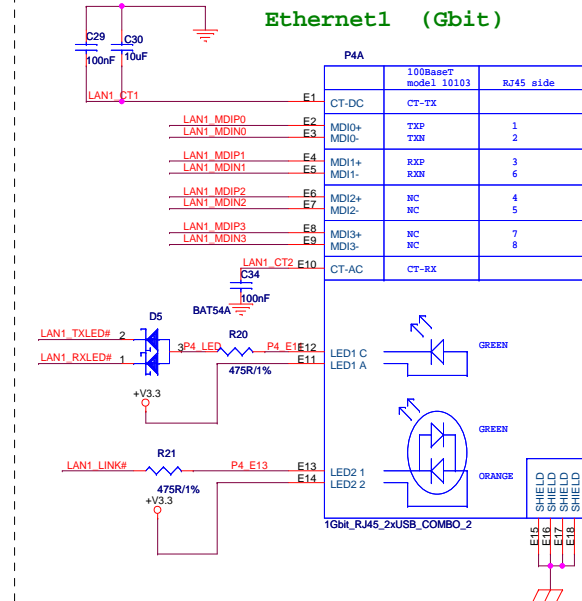 Ethernet1 (Gbit)
C29
100nF
C30
10uF
LAN1_CT1
P4A
100BaseT
model 10103
RJ45 side
E1
CT-DC
CT-TX
LAN1_MDIP0
E2
MDI0+
TXP
1
LAN1_MDIN0
E3
MDI0-
TXN
2
LAN1_MDIP1
E4
MDI1+
RXP
3
LAN1_MDIN1
E5
MDI1-
RXN
6
LAN1_MDIP2
E6
MDI2+
NC
4
LAN1_MDIN2
E7
MDI2-
NC
5
LAN1_MDIP3
E8
MDI3+
NC
7
LAN1_MDIN3
E9
MDI3-
NC
8
LAN1_CT2
E10
CT-AC
CT-RX
C34
100nF
BAT54A
D5
R20
475R/1%
LAN1_TXLED#
2
LAN1_RXLED#
1
3
P4_LED
E12
LED1 C
E11
LED1 A
GREEN
+V3.3
R21
475R/1%
LAN1_LINK#
P4_E13
E13
LED2 1
E14
LED2 2
GREEN
ORANGE
+V3.3
1Gbit_RJ45_2xUSB_COMBO_2
SHIELD
SHIELD
SHIELD
SHIELD
E15
E16
E17
E18